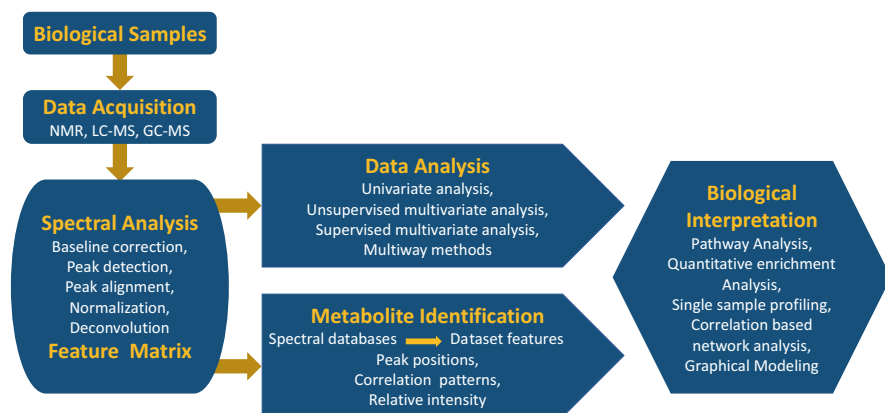 Biological Samples
Data Acquisition
NMR, LC-MS, GC-MS
Spectral Analysis
Baseline correction,
Peak detection,
Peak alignment,
Normalization,
Deconvolution
Feature Matrix
Data Analysis
Univariate analysis,
Unsupervised multivariate analysis,
Supervised multivariate analysis,
Multiway methods
Metabolite Identification
Spectral databases Dataset features
Peak positions,
Correlation patterns,
Relative intensity
Biological
Interpretation
Pathway Analysis,
Quantitative enrichment
Analysis,
Single sample profiling,
Correlation based
network analysis,
Graphical Modeling